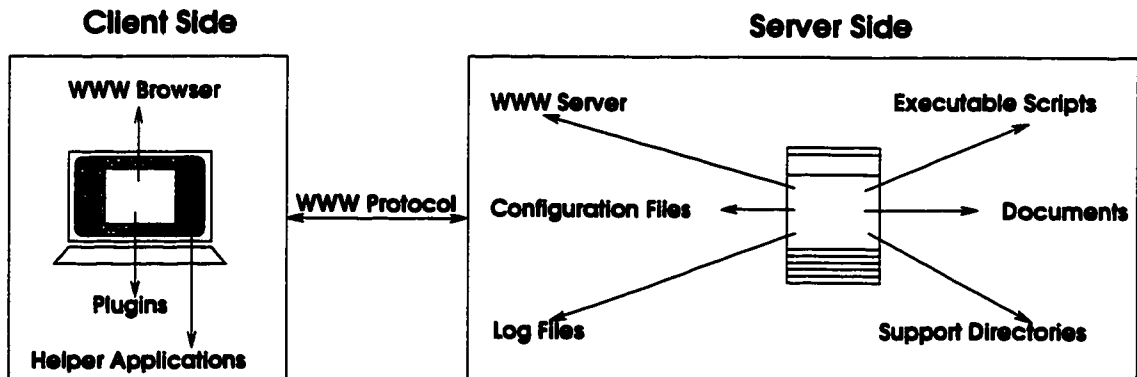 Client Side
Server Side
WWW Browser
Plugins
Helper Applications
WWW Protocol
WWW Server
Executable Scripts
Configuration Files
Documents
Log Files
Support Directories